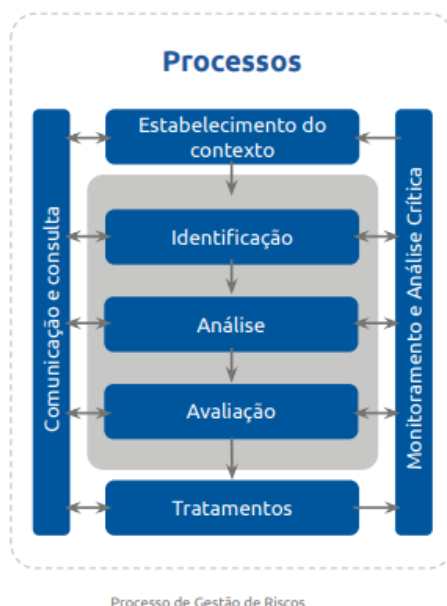 Processos
Estabelecimento do
contexto
Comunicação e consulta
Identificação
Análise
Avaliação
Tratamentos
Monitoramento e Análise Crítica
Processo de Gestão de Riscos